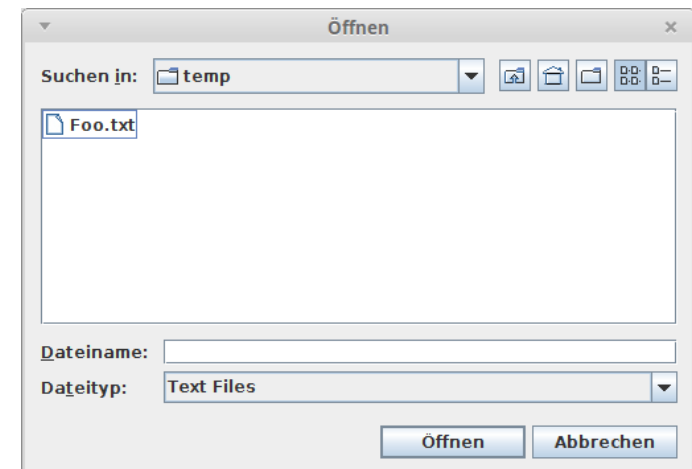 Öffnen
Suchen in: temp
Foo.txt
Dateiname:
Dateityp: Text Files
Öffnen Abbrechen